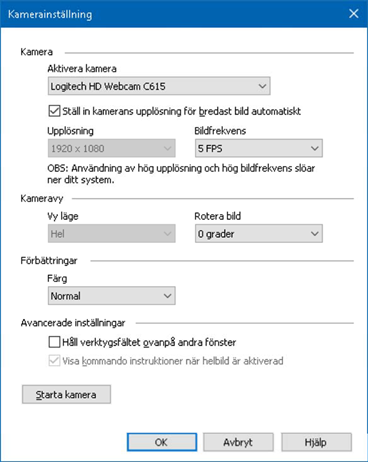 Kamerainställning
Kamera
Aktivera kamera
Logitech HD Webcam C615
Ställ in kamerans upplösning för bredast bild automatiskt
Upplösning
Bildfrekvens
1920 x 1080
5 FPS
OBS: Användning av hög upplösning och hög bildfrekvens slöar
ner ditt system.
Kameravy
Vy läge
Rotera bild
Hel
0 grader
Förbättringar
Färg
Normal
Avancerade inställningar
Håll verktygsfältet ovanpå andra fönster
Visa kommando instruktioner när helbild är aktiverad
Starta kamera
OK
Avbryt
Hjälp